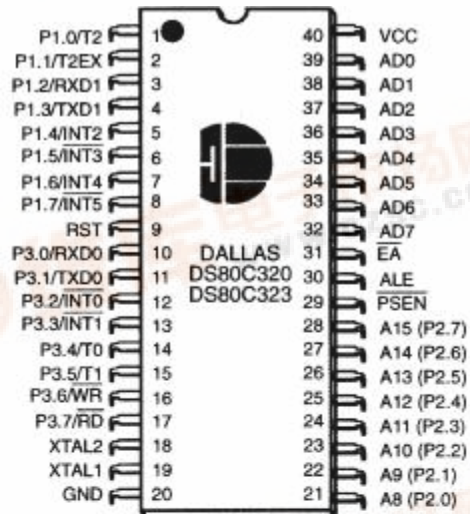 P1.0/T2 1 40 VCC
P1.1/T2EX 2 39 AD0
P1.2/RXD1 3 38 AD1
P1.3/TXD1 4 37 AD2
P1.4/INT2 5 36 AD3
P1.5/INT3 6 35 AD4
P1.6/INT4 7 34 AD5
P1.7/INT5 8 33 AD6
RST 9 32 AD7
P3.0/RXD0 10 DALLAS 31 EA
P3.1/TXD0 11 DS80C320 30 ALE
P3.2/INT0 12 DS80C323 29 PSEN
P3.3/INT1 13 28 A15 (P2.7)
P3.4/T0 14 27 A14 (P2.6)
P3.5/T1 15 26 A13 (P2.5)
P3.6/WR 16 25 A12 (P2.4)
P3.7/RD 17 24 A11 (P2.3)
XTAL2 18 23 A10 (P2.2)
XTAL1 19 22 A9 (P2.1)
GND 20 21 A8 (P2.0)